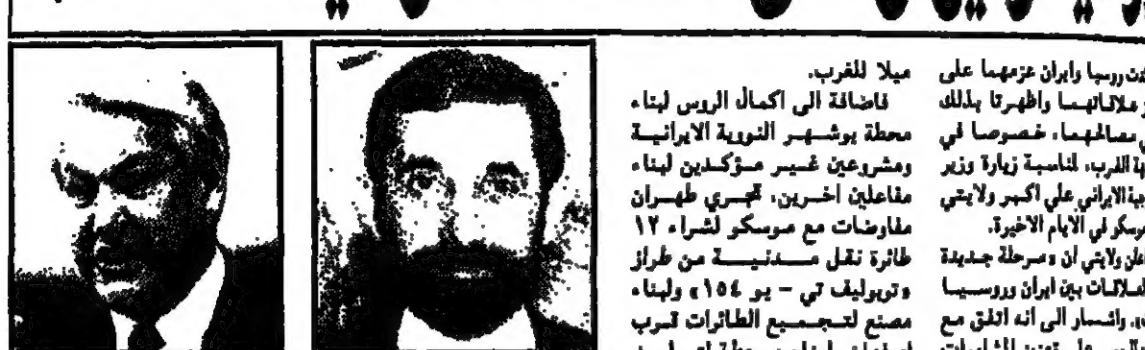 روسيا وايران عزمهما على
علاقاتهما واظهرتا بذلك
مصالحهما، خصوصا في
الغرب، لمناسبة زيارة وزير
الايراني علي اكبر ولايتي
في الايام الاخيرة.
ولايتي ان «مرحلة جديدة
العلاقات بين ايران وروسيا
واشار الى انه اتفق مع
ميلا للغرب.
فاضافة الى اكمال الروس لبناء
محطة بوشهر النووية الايرانية
ومشروعين غير مؤكدين لبناء
مفاعلين اخرين، تجري طهران
مفاوضات مع موسكو لشراء ١٢
طائرة نقل مدنية من طراز
«توبوليف تي - يو ١٥٤» ولبناء
مصنع لتجميع الطائرات قرب